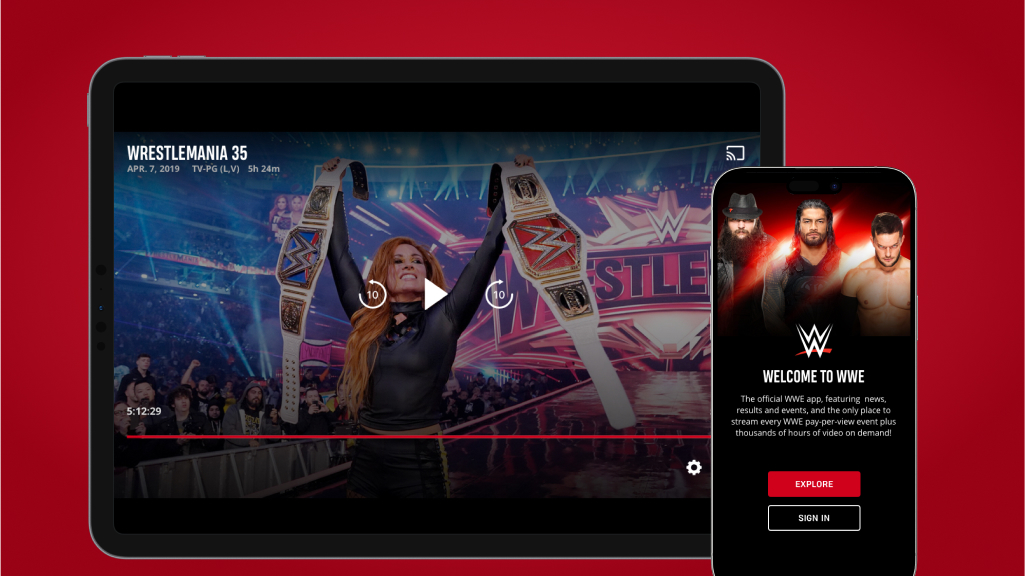 WRESTLEMANIA 35
APR. 7, 2019 TV-PG (L,V) 5h 24m
WRESTLE
10
10
5:12:29
WELCOME TO WWE
The official WWE app, featuring news,
results and events, and the only place to
stream every WWE pay-per-view event plus
thousands of hours of video on demand!
EXPLORE
SIGN IN